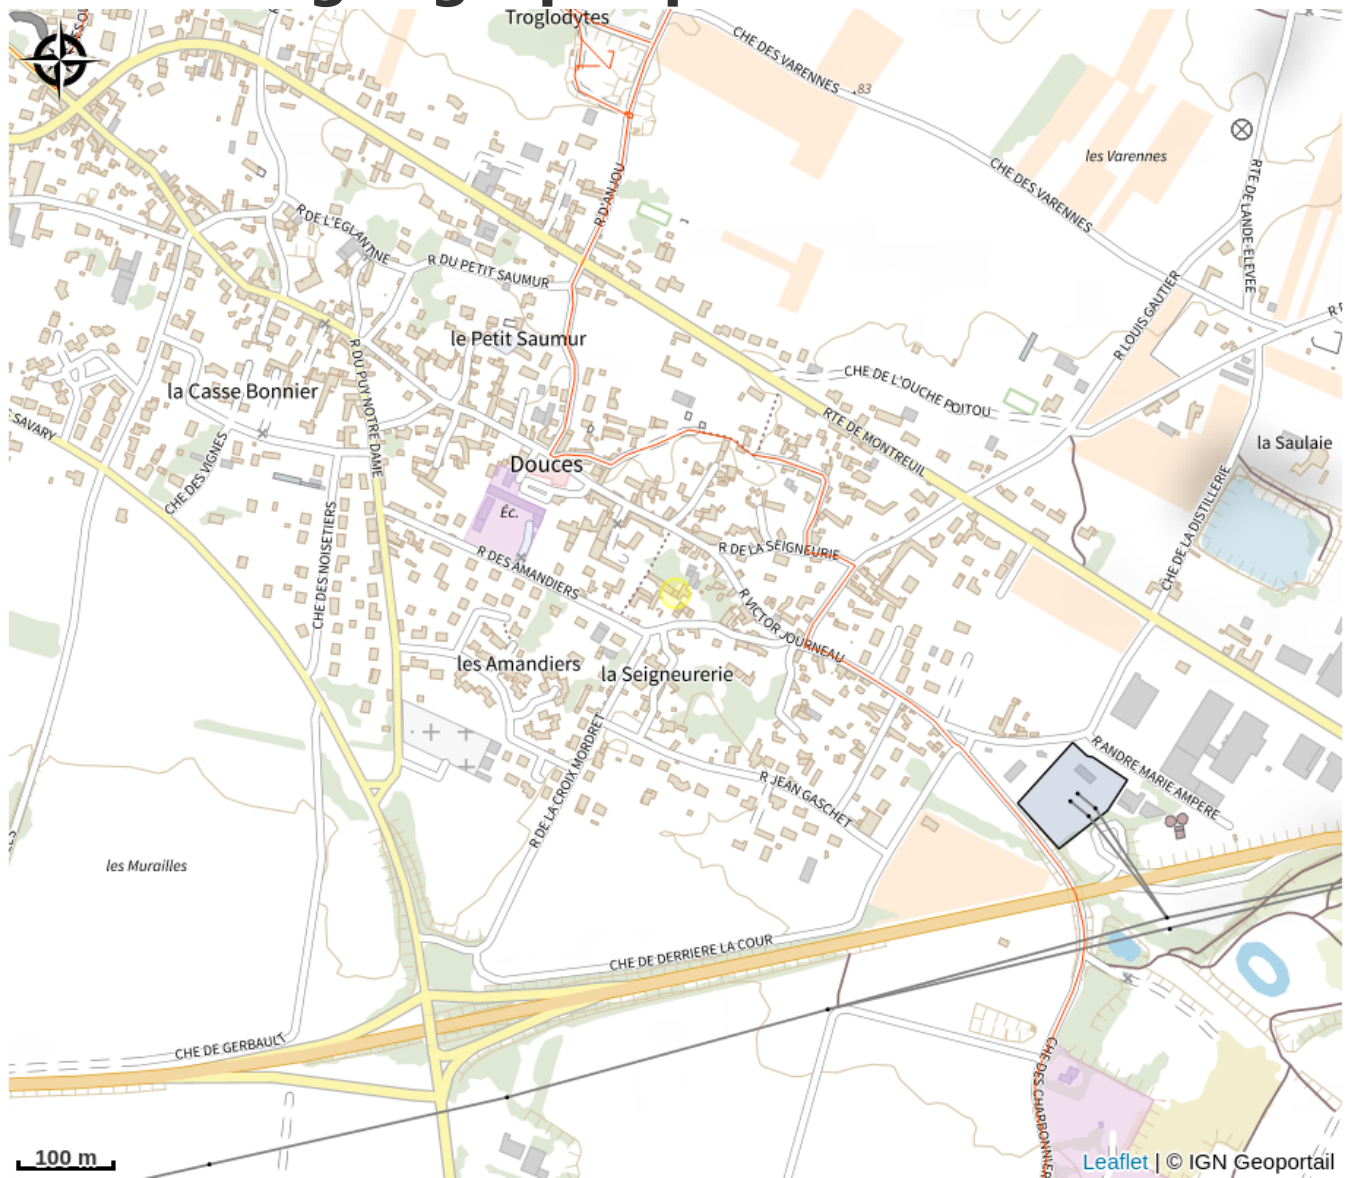 Troglodytes
CHE DES VARENNES
83
les Varennes
CHE DES VARENNES
RTE DE LANDE-ELEVEE
R D'ANJOU
R DE L'EGLANTINE
R DU PETIT SAUMUR
R LOUIS GAUTIER
le Petit Saumur
la Casse Bonnier
R DU PUY NOTRE DAME
CHE DE L'OUCHE POITOU
RTE DE MONTREUIL
SAVARY
CHE DES VIGNES
Douces
la Saulaie
Éc.
CHE DE LA DISTILLERIE
CHE DES NOISETIERS
R DES AMANDIERS
R DE LA SEIGNEURIE
R VICTOR JOURNEAU
les Amandiers
la Seigneurerie
R DE LA CROIX MORDRET
R JEAN GASCHET
R ANDRE MARIE AMPERE
les Murailles
CHE DE DERRIERE LA COUR
CHE DE GERBAULT
CHE DES CHARBONNIER
100 m
Leaflet | © IGN Geoportail